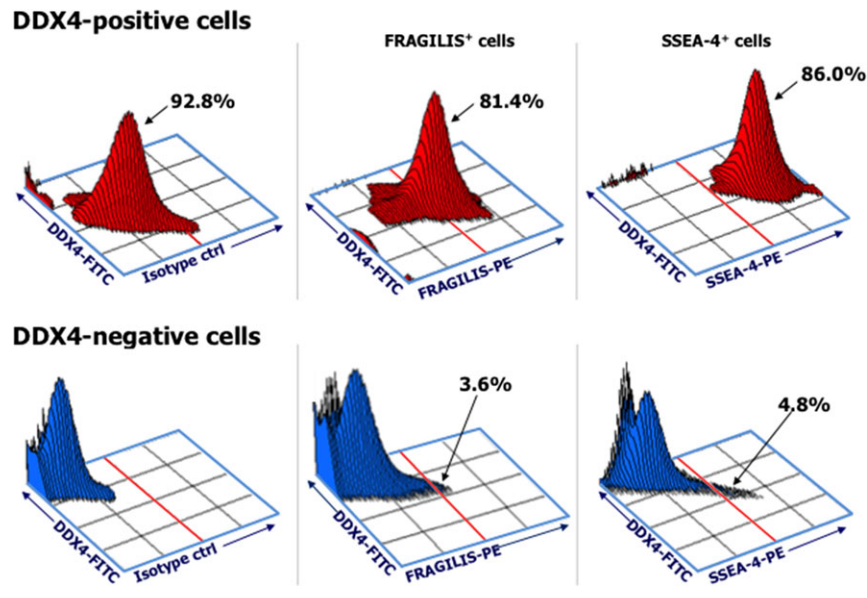 DDX4-positive cells
FRAGILIS⁺ cells
SSEA-4⁺ cells
92.8%
81.4%
86.0%
DDX4-FITC
Isotype ctrl
DDX4-FITC
FRAGILIS-PE
DDX4-FITC
SSEA-4-PE
DDX4-negative cells
3.6%
4.8%
DDX4-FITC
Isotype ctrl
DDX4-FITC
FRAGILIS-PE
DDX4-FITC
SSEA-4-PE